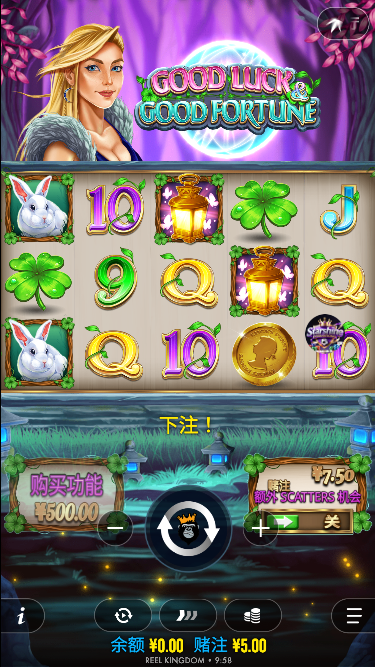 GOOD LUCK &
GOOD FORTUNE
10
J
9
Q
Q
Q
10
Starshine
10
下注！
购买功能
¥500.00
¥7.50
赌注
额外 SCATTERS 机会
关
余额 ¥0.00 赌注 ¥5.00
REEL KINGDOM • 9:58